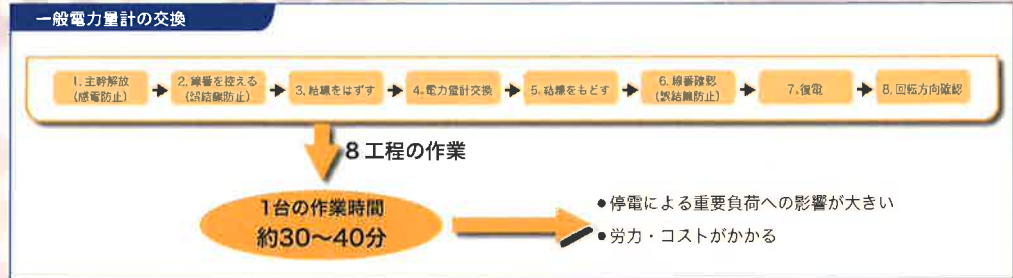 一般電力量計の交換
1.主幹解放
(感電防止)
2.線番を控える
(誤結線防止)
3.結線をはずす
4.電力量計交換
5.結線をもどす
6.線番確認
(誤結線防止)
7.復電
8.回転方向確認
8工程の作業
1台の作業時間
約30〜40分
●停電による重要負荷への影響が大きい
●労力・コストがかかる